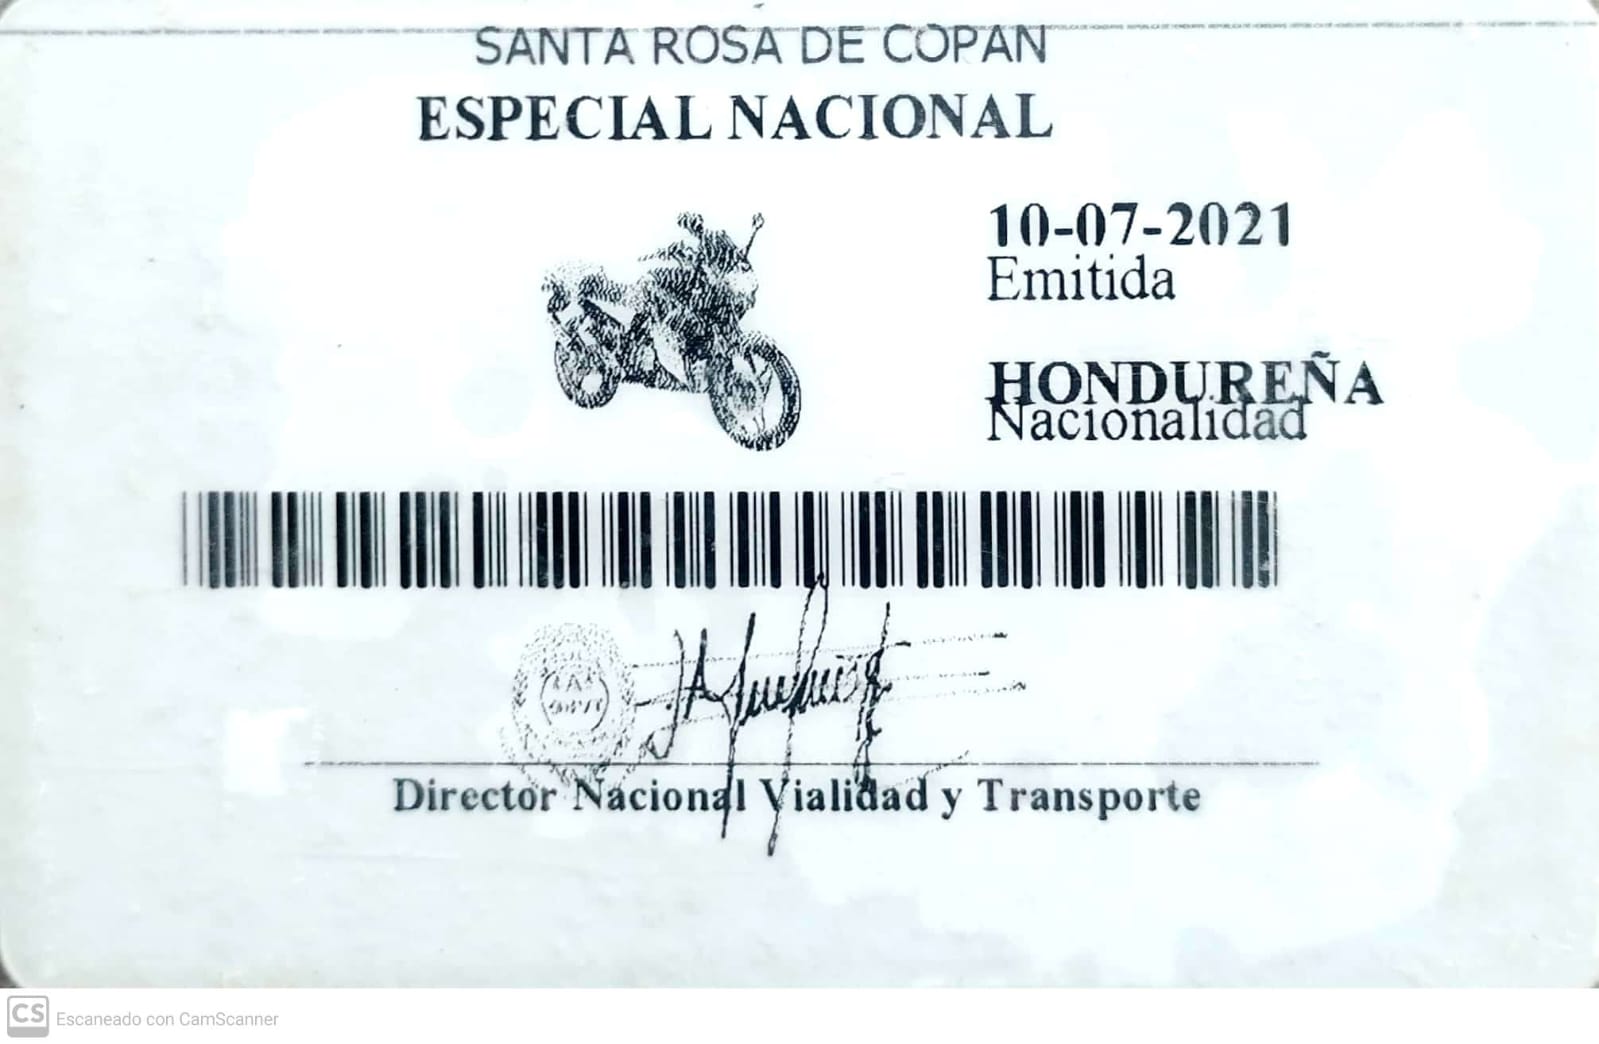 SANTA ROSA DE COPAN
ESPECIAL NACIONAL
10-07-2021
Emitida
HONDUREÑA
Nacionalidad
Director Nacional Vialidad y Transporte
CS Escaneado con CamScanner